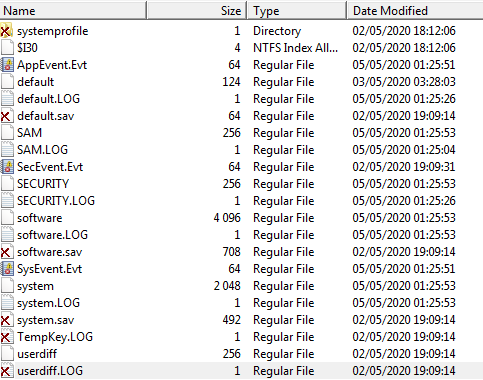 Name Size Type Date Modified
systemprofile 1 Directory 02/05/2020 18:12:06
$I30 4 NTFS Index All... 02/05/2020 18:12:06
AppEvent.Evt 64 Regular File 05/05/2020 01:25:51
default 124 Regular File 03/05/2020 03:28:03
default.LOG 1 Regular File 05/05/2020 01:25:26
default.sav 64 Regular File 02/05/2020 19:09:14
SAM 256 Regular File 05/05/2020 01:25:53
SAM.LOG 1 Regular File 05/05/2020 01:25:04
SecEvent.Evt 64 Regular File 02/05/2020 19:09:31
SECURITY 256 Regular File 05/05/2020 01:25:53
SECURITY.LOG 1 Regular File 05/05/2020 01:25:26
software 4 096 Regular File 05/05/2020 01:25:53
software.LOG 1 Regular File 05/05/2020 01:25:53
software.sav 708 Regular File 02/05/2020 19:09:14
SysEvent.Evt 64 Regular File 05/05/2020 01:25:51
system 2 048 Regular File 05/05/2020 01:25:53
system.LOG 1 Regular File 05/05/2020 01:25:53
system.sav 492 Regular File 02/05/2020 19:09:14
TempKey.LOG 1 Regular File 02/05/2020 19:09:14
userdiff 256 Regular File 02/05/2020 19:09:14
userdiff.LOG 1 Regular File 02/05/2020 19:09:14